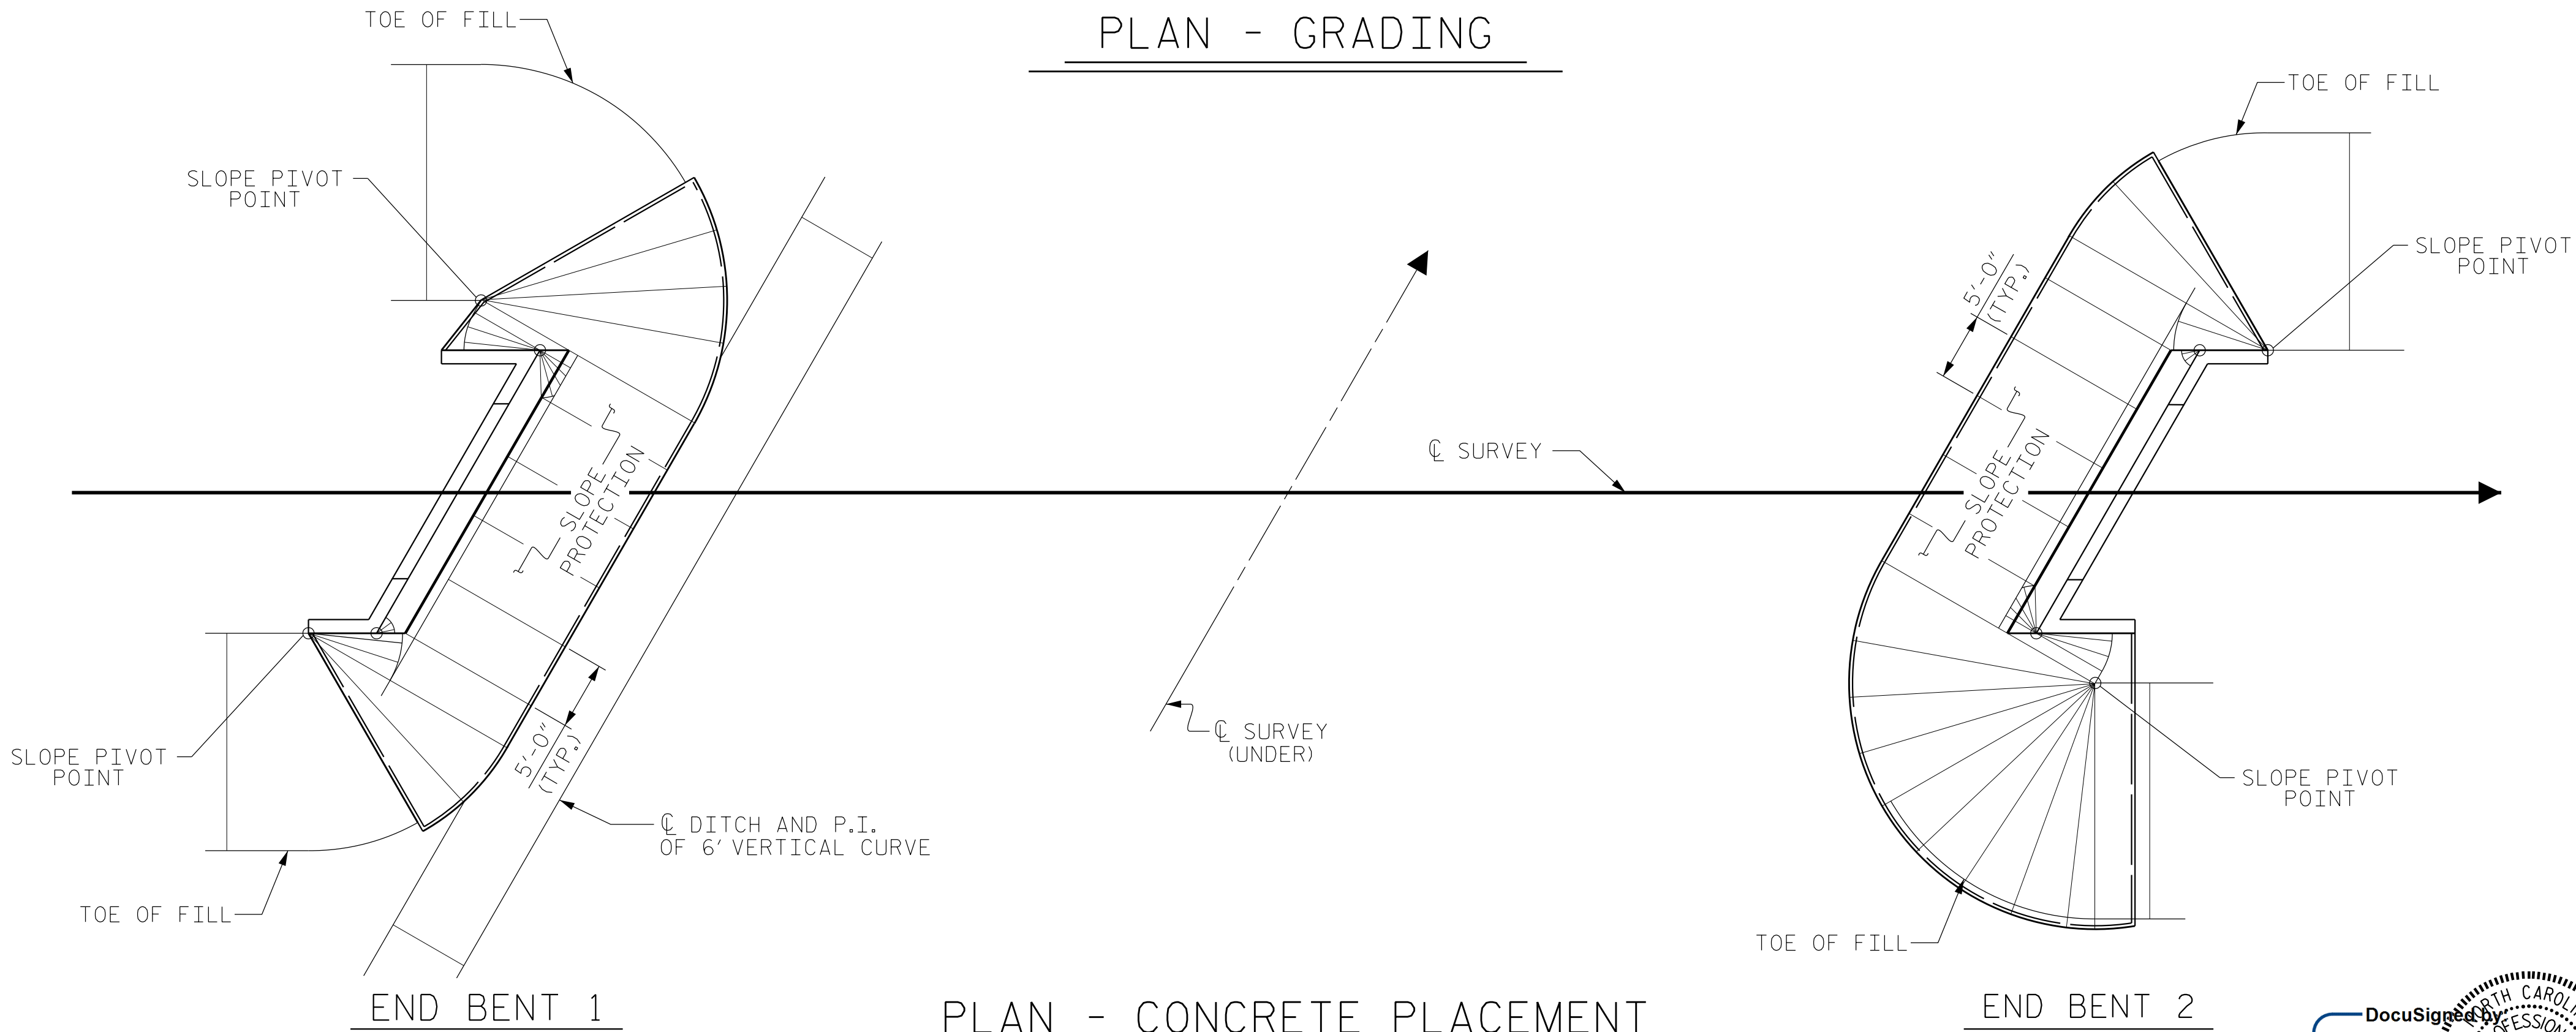 PLAN - GRADING
TOE OF FILL
TOE OF FILL
SLOPE PIVOT
POINT
SLOPE PIVOT
POINT
5'-0"
(TYP.)
SLOPE
PROTECTION
℄ SURVEY
SLOPE
PROTECTION
℄ SURVEY
(UNDER)
SLOPE PIVOT
POINT
5'-0"
(TYP.)
SLOPE PIVOT
POINT
℄ DITCH AND P.I.
OF 6' VERTICAL CURVE
TOE OF FILL
TOE OF FILL
END BENT 1
PLAN - CONCRETE PLACEMENT
END BENT 2
DocuSigned by: